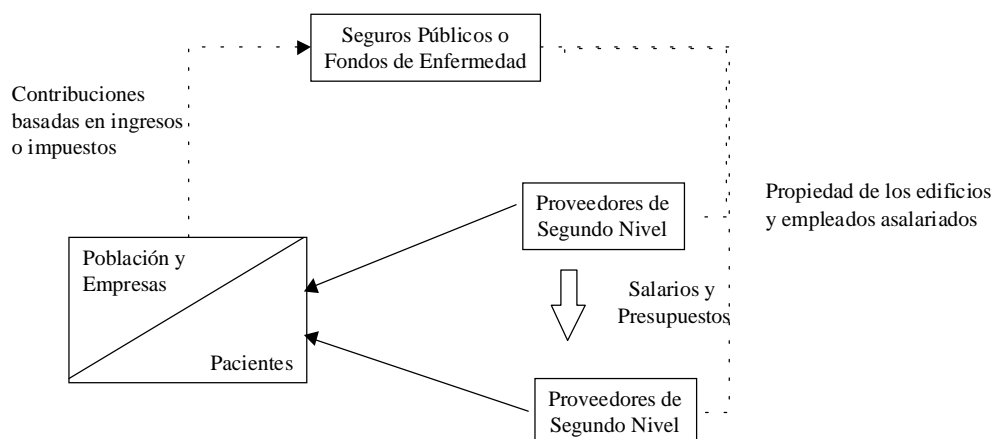 Seguros Públicos o
Fondos de Enfermedad
Contribuciones
basadas en ingresos
o impuestos
Proveedores de
Segundo Nivel
Propiedad de los edificios
y empleados asalariados
Población y
Empresas
Salarios y
Presupuestos
Pacientes
Proveedores de
Segundo Nivel